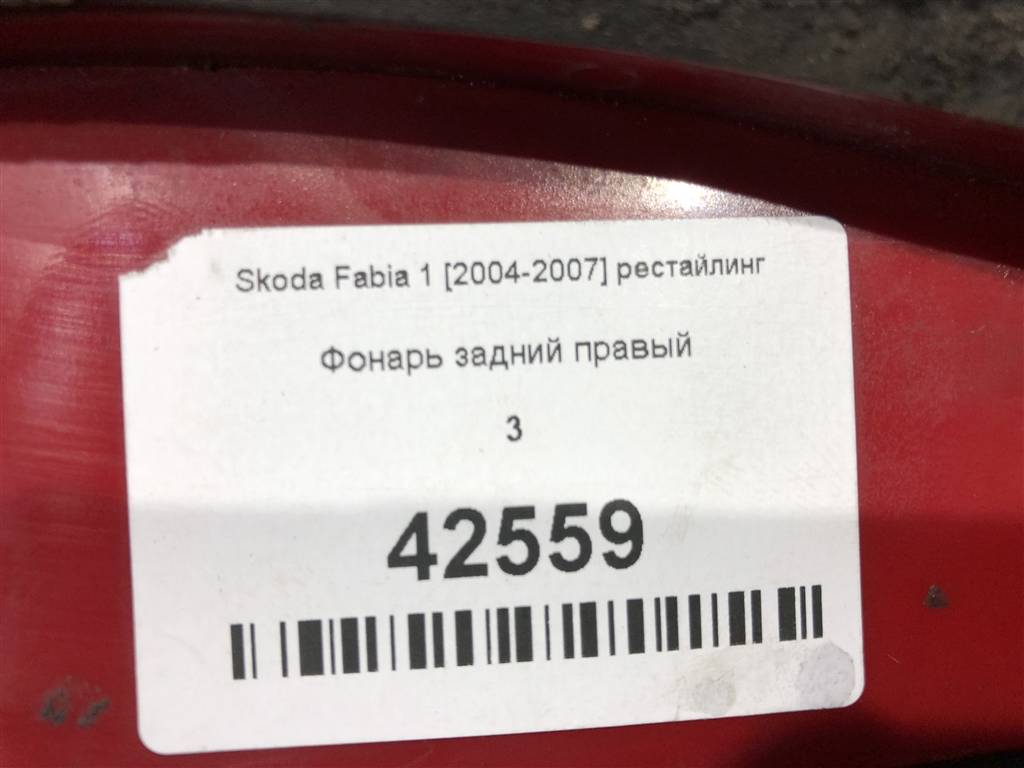 Skoda Fabia 1 [2004-2007] рестайлинг
Фонарь задний правый
3
42559